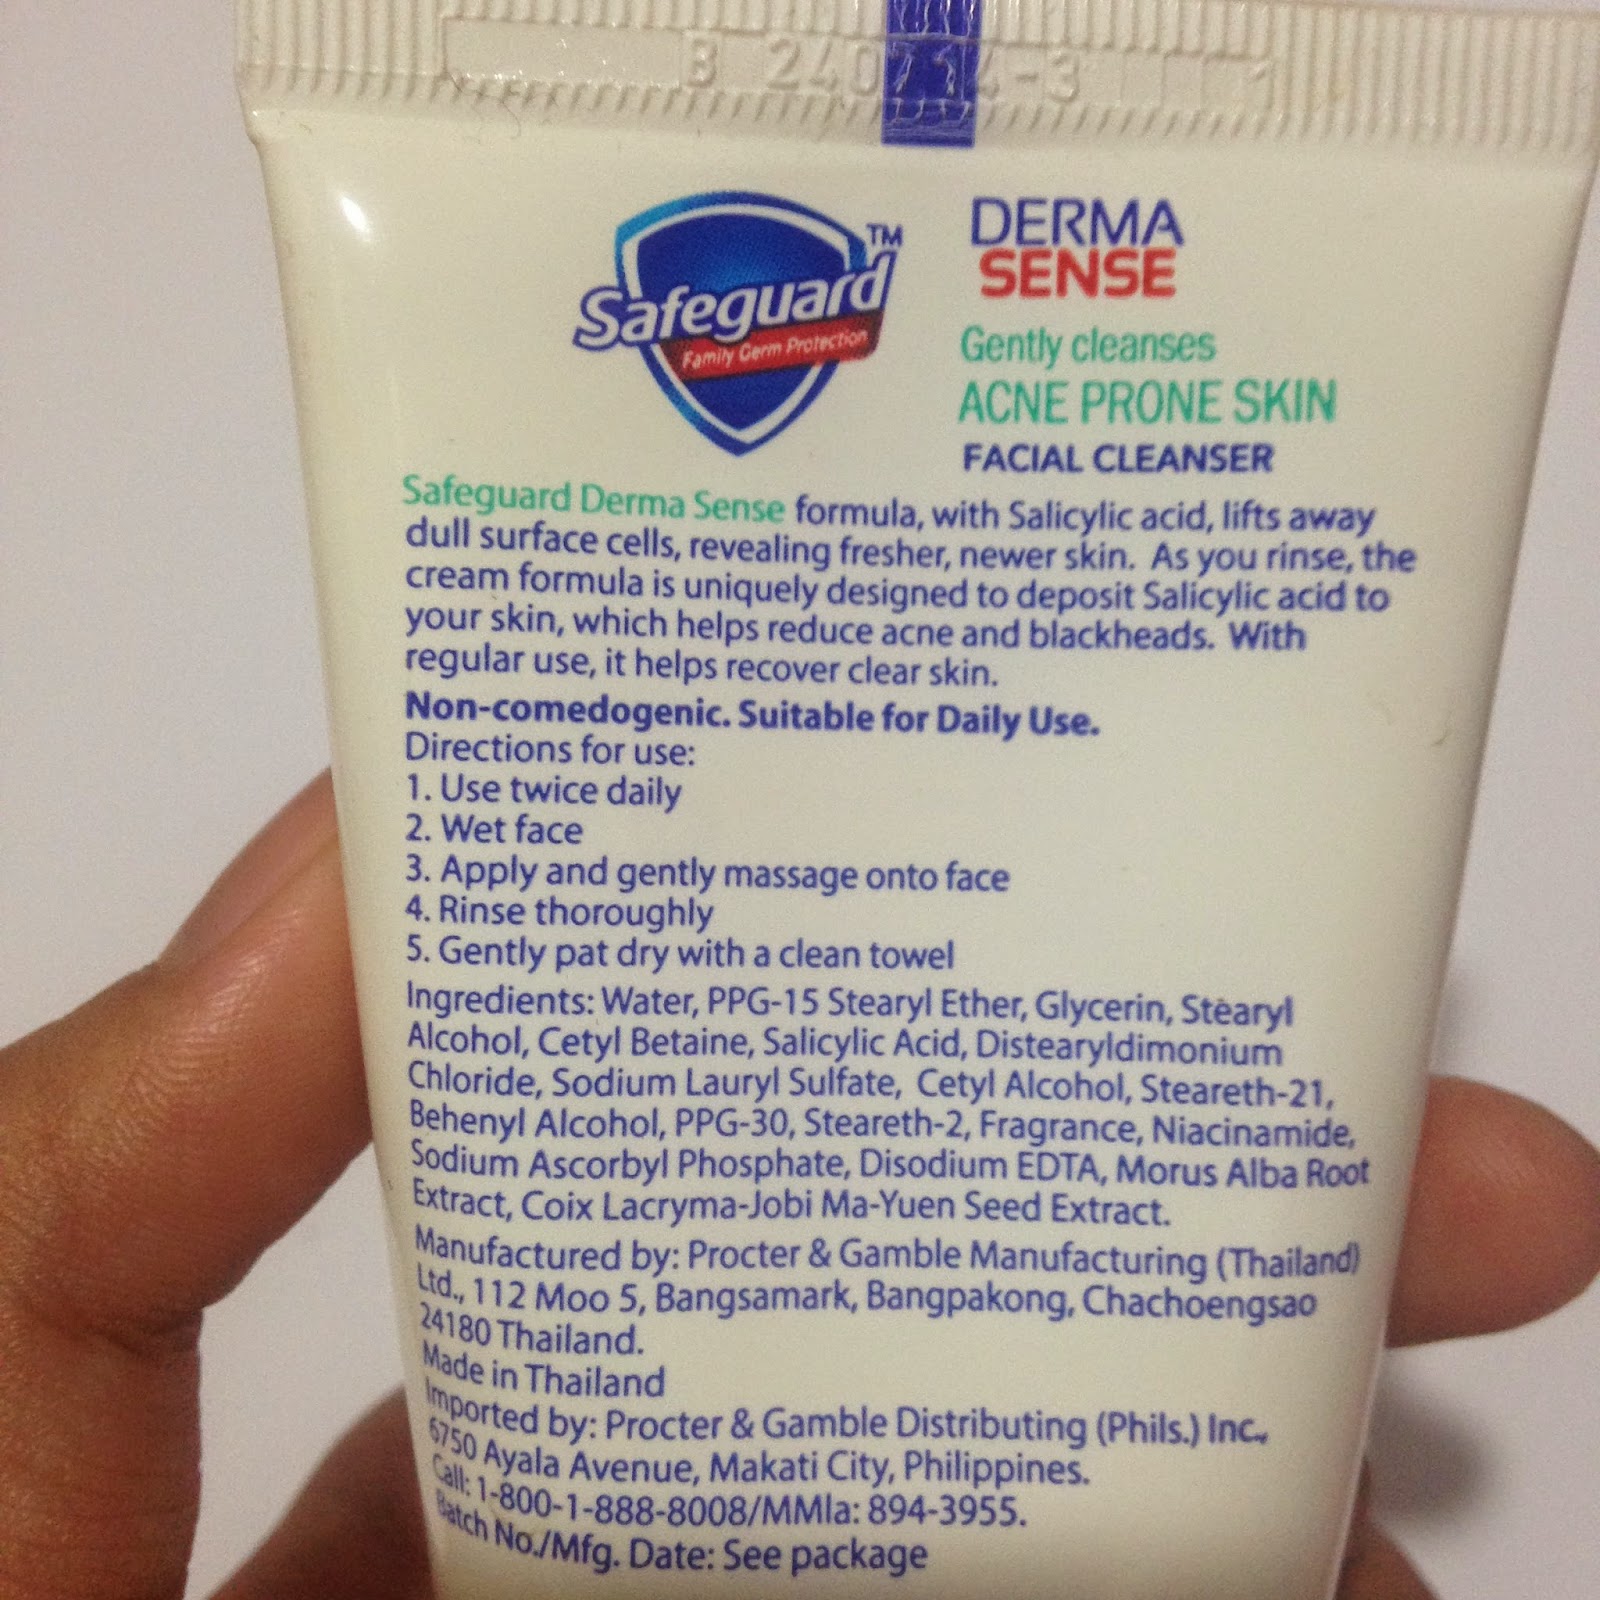 B 240714-3 1
Safeguard™
Family Germ Protection
DERMA
SENSE
Gently cleanses
ACNE PRONE SKIN
FACIAL CLEANSER
Safeguard Derma Sense formula, with Salicylic acid, lifts away
dull surface cells, revealing fresher, newer skin. As you rinse, the
cream formula is uniquely designed to deposit Salicylic acid to
your skin, which helps reduce acne and blackheads. With
regular use, it helps recover clear skin.
Non-comedogenic. Suitable for Daily Use.
Directions for use:
1. Use twice daily
2. Wet face
3. Apply and gently massage onto face
4. Rinse thoroughly
5. Gently pat dry with a clean towel
Ingredients: Water, PPG-15 Stearyl Ether, Glycerin, Stearyl
Alcohol, Cetyl Betaine, Salicylic Acid, Distearyldimonium
Chloride, Sodium Lauryl Sulfate, Cetyl Alcohol, Steareth-21,
Behenyl Alcohol, PPG-30, Steareth-2, Fragrance, Niacinamide,
Sodium Ascorbyl Phosphate, Disodium EDTA, Morus Alba Root
Extract, Coix Lacryma-Jobi Ma-Yuen Seed Extract.
Manufactured by: Procter & Gamble Manufacturing (Thailand)
Ltd., 112 Moo 5, Bangsamark, Bangpakong, Chachoengsao
24180 Thailand.
Made in Thailand
Imported by: Procter & Gamble Distributing (Phils.) Inc.,
6750 Ayala Avenue, Makati City, Philippines.
Call: 1-800-1-888-8008/MMla: 894-3955.
Batch No./Mfg. Date: See package